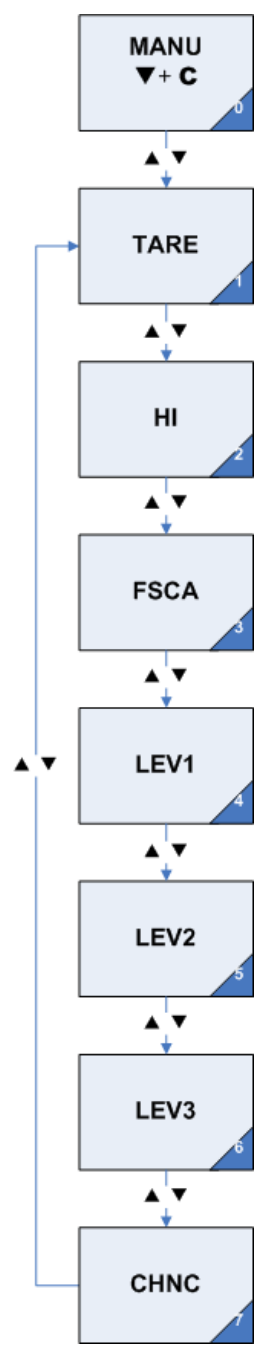 MANU
▼+ C
0
▲ ▼
TARE
1
▲ ▼
HI
2
▲ ▼
FSCA
3
▲ ▼
LEV1
4
▲ ▼
▲ ▼
LEV2
5
▲ ▼
LEV3
6
▲ ▼
CHNC
7